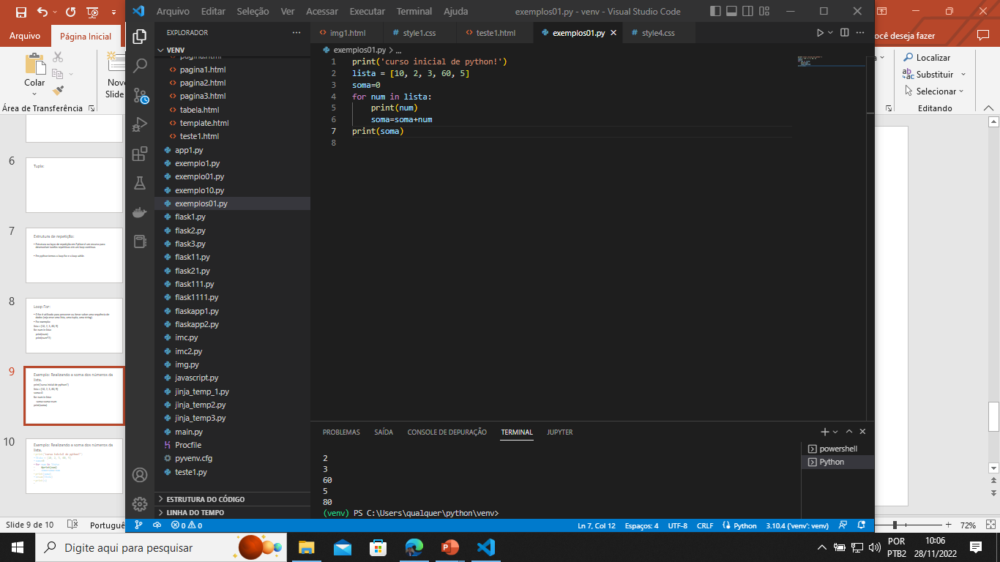 Arquivo Editar Seleção Ver Acessar Executar Terminal Ajuda
exemplos01.py - venv - Visual Studio Code
Arquivo
Página Inicial
ocê deseja fazer
Colar
Novo
Slide
Área de Transferência
Localizar
Substituir
Selecionar
Editando
EXPLORADOR
VENV
pagina.html
pagina1.html
pagina2.html
pagina3.html
tabela.html
template.html
teste1.html
app1.py
exemplo1.py
exemplo01.py
exemplo10.py
exemplos01.py
flask1.py
flask2.py
flask3.py
flask11.py
flask21.py
flask111.py
flask1111.py
flaskapp1.py
flaskapp2.py
imc.py
imc2.py
img.py
javascript.py
jinja_temp_1.py
jinja_temp2.py
jinja_temp3.py
main.py
Procfile
pyvenv.cfg
teste1.py
ESTRUTURA DO CÓDIGO
LINHA DO TEMPO
img1.html
style1.css
teste1.html
exemplos01.py
style4.css
exemplos01.py > ...
1 print('curso inicial de python!')
2 lista = [10, 2, 3, 60, 5]
3 soma=0
4 for num in lista:
5 print(num)
6 soma=soma+num
7 print(soma)
8
PROBLEMAS SAÍDA CONSOLE DE DEPURAÇÃO TERMINAL JUPYTER
2
3
60
5
80
(venv) PS C:\Users\qualquer\python\venv>
powershell
Python
6
7
Estrutura de repetição:
8
Loop For:
9
Exemplo: Realizando a soma dos números da
lista.
print('curso inicial de python!')
lista = [10, 2, 3, 60, 5]
soma=0
for num in lista:
soma=soma+num
print(soma)
10
Exemplo: Realizando a soma dos números da
lista.
Slide 9 de 10
Portuguê
0 0
Ln 7, Col 12 Espaços: 4 UTF-8 CRLF Python 3.10.4 ('venv': venv)
72%
Digite aqui para pesquisar
POR
PTB2
10:06
28/11/2022